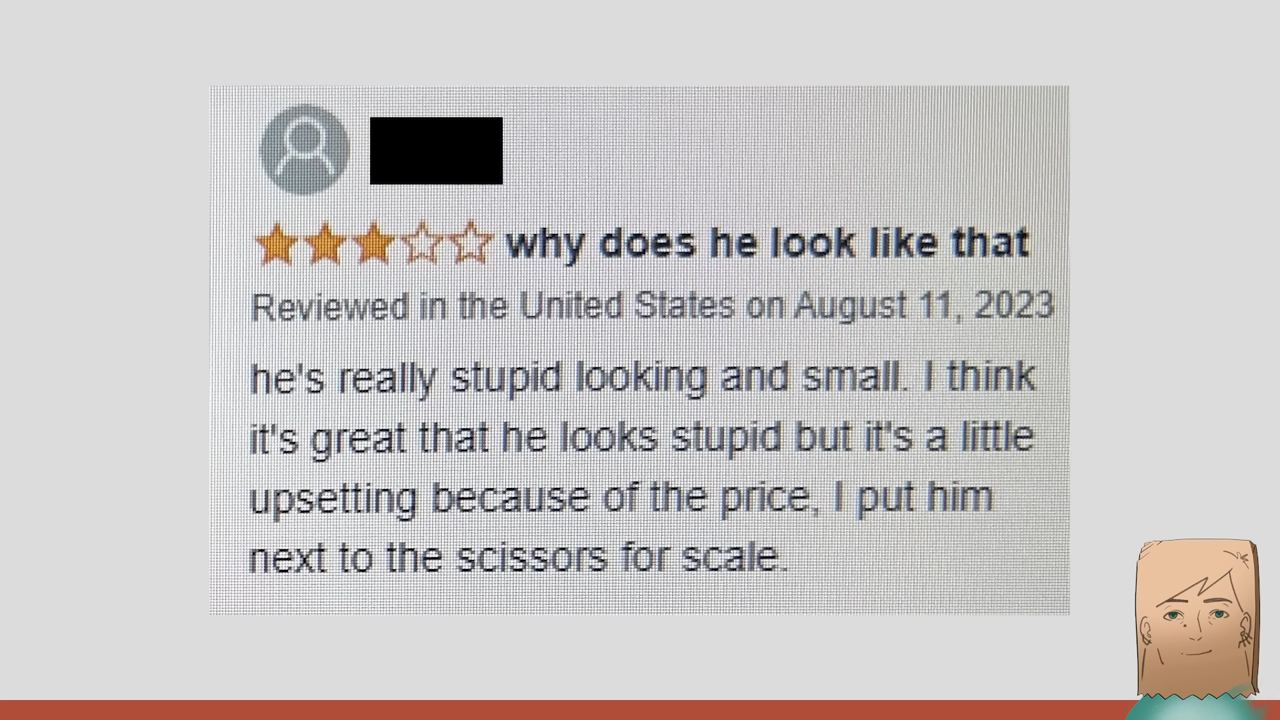 why does he look like that
Reviewed in the United States on August 11, 2023
he's really stupid looking and small. I think
it's great that he looks stupid but it's a little
upsetting because of the price, I put him
next to the scissors for scale.